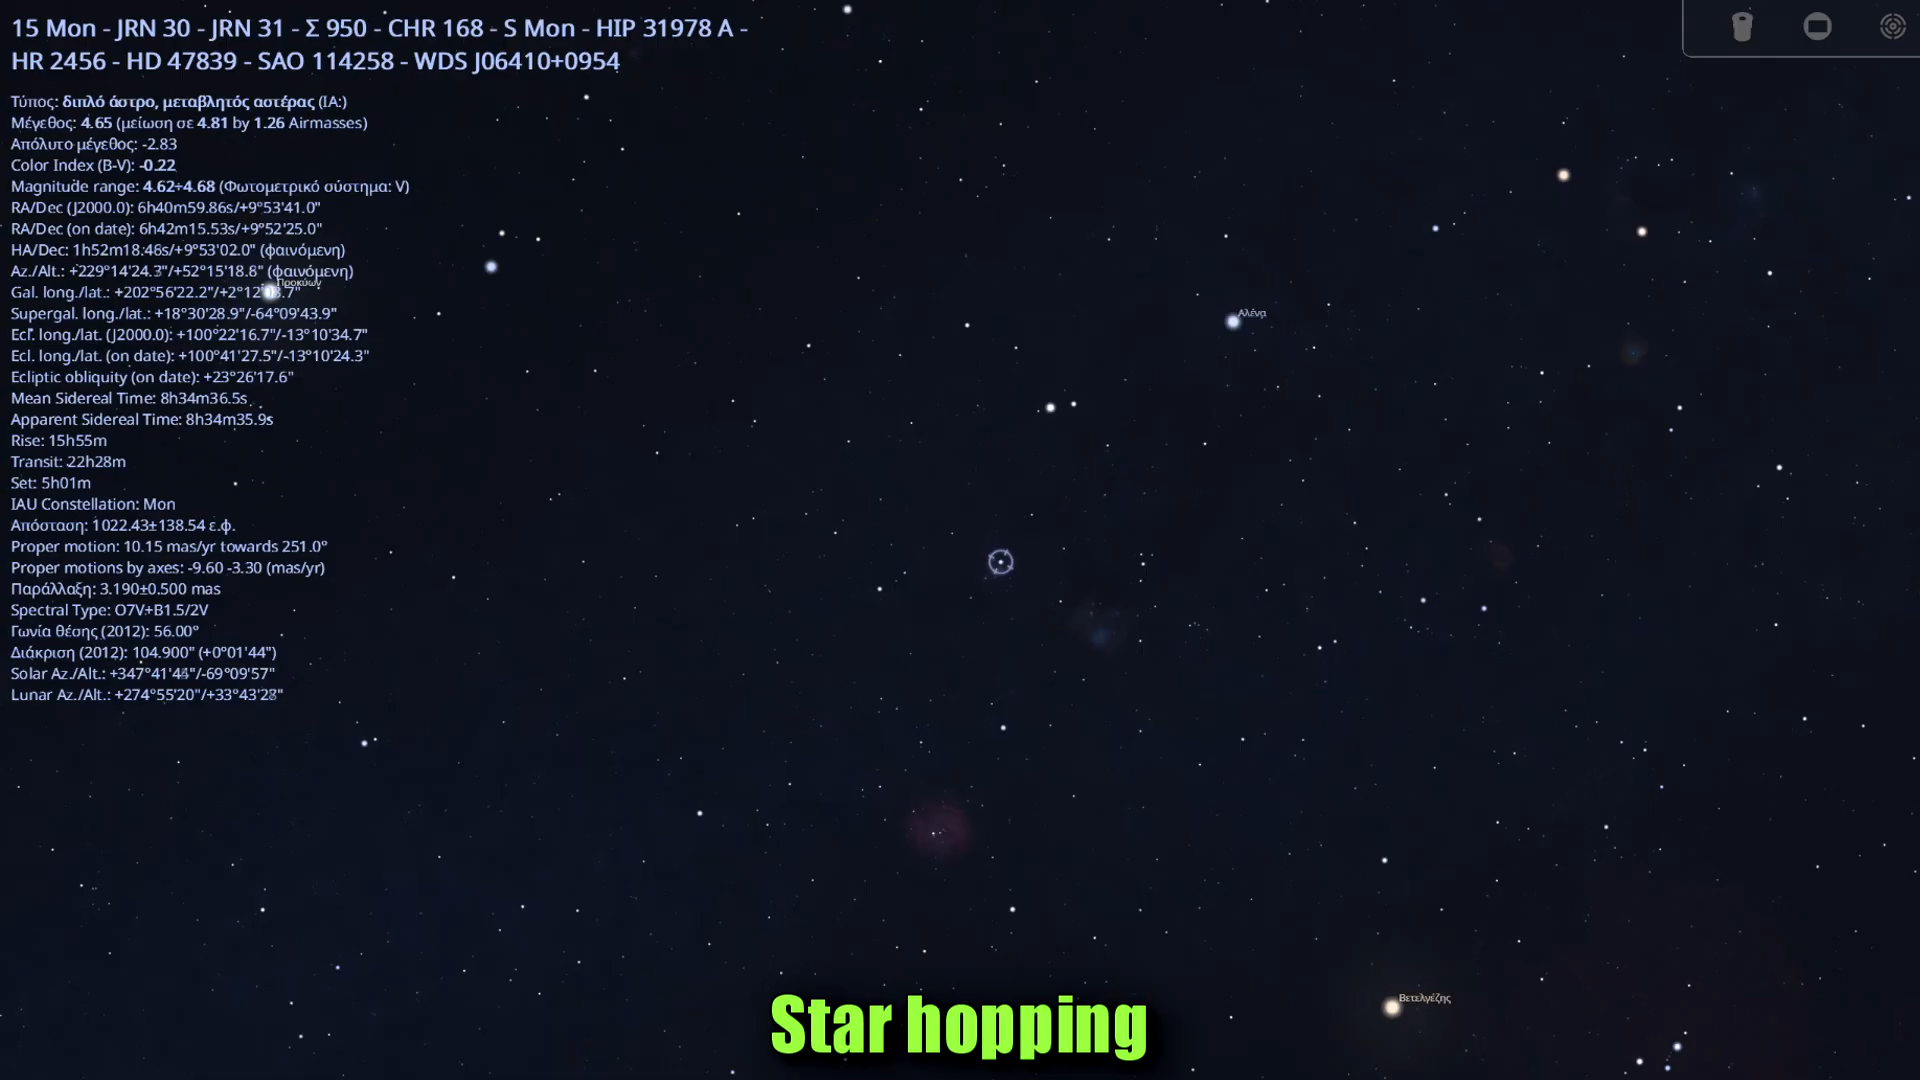 15 Mon - JRN 30 - JRN 31 - Σ 950 - CHR 168 - S Mon - HIP 31978 A -
HR 2456 - HD 47839 - SAO 114258 - WDS J06410+0954
Τύπος: διπλό άστρο, μεταβλητός αστέρας (IA:)
Μέγεθος: 4.65 (μείωση σε 4.81 by 1.26 Airmasses)
Απόλυτο μέγεθος: -2.83
Color Index (B-V): -0.22
Magnitude range: 4.62÷4.68 (Φωτομετρικό σύστημα: V)
RA/Dec (J2000.0): 6h40m59.86s/+9°53'41.0"
RA/Dec (on date): 6h42m15.53s/+9°52'25.0"
HA/Dec: 1h52m18.46s/+9°53'02.0" (φαινόμενη)
Az./Alt.: +229°14'24.3"/+52°15'18.8" (φαινόμενη)
Προκύων
Gal. long./lat.: +202°56'22.2"/
Supergal. long./lat.: +18°30'28.9"/-64°09'43.9"
Ecl. long./lat. (J2000.0): +100°22'16.7"/-13°10'34.7"
Ecl. long./lat. (on date): +100°41'27.5"/-13°10'24.3"
Ecliptic obliquity (on date): +23°26'17.6"
Mean Sidereal Time: 8h34m36.5s
Apparent Sidereal Time: 8h34m35.9s
Rise: 15h55m
Transit: 22h28m
Set: 5h01m
IAU Constellation: Mon
Απόσταση: 1022.43±138.54 ε.φ.
Proper motion: 10.15 mas/yr towards 251.0°
Proper motions by axes: -9.60 -3.30 (mas/yr)
Παράλλαξη: 3.190±0.500 mas
Spectral Type: O7V+B1.5/2V
Γωνία θέσης (2012): 56.00°
Διάκριση (2012): 104.900" (+0°01'44")
Solar Az./Alt.: +347°41'44"/-69°09'57"
Lunar Az./Alt.: +274°55'20"/+33°43'28"
Αλένα
Βετελγέζης
Star hopping